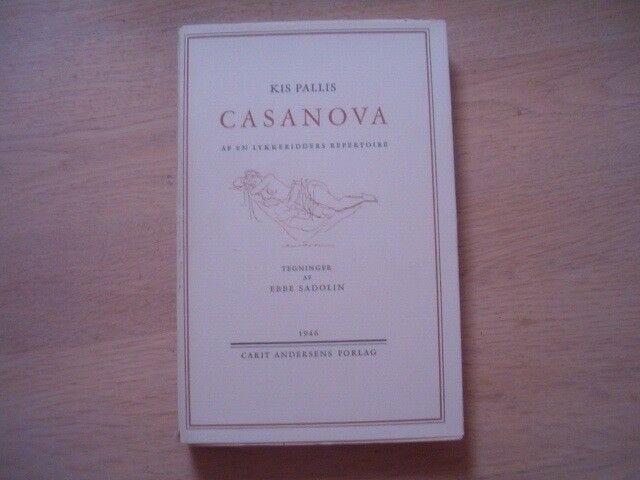 KIS PALLIS
CASANOVA
AF EN LYKKERIDDERS REPERTOIRE
TEGNINGER
AF
EBBE SADOLIN
1946
CARIT ANDERSENS FORLAG